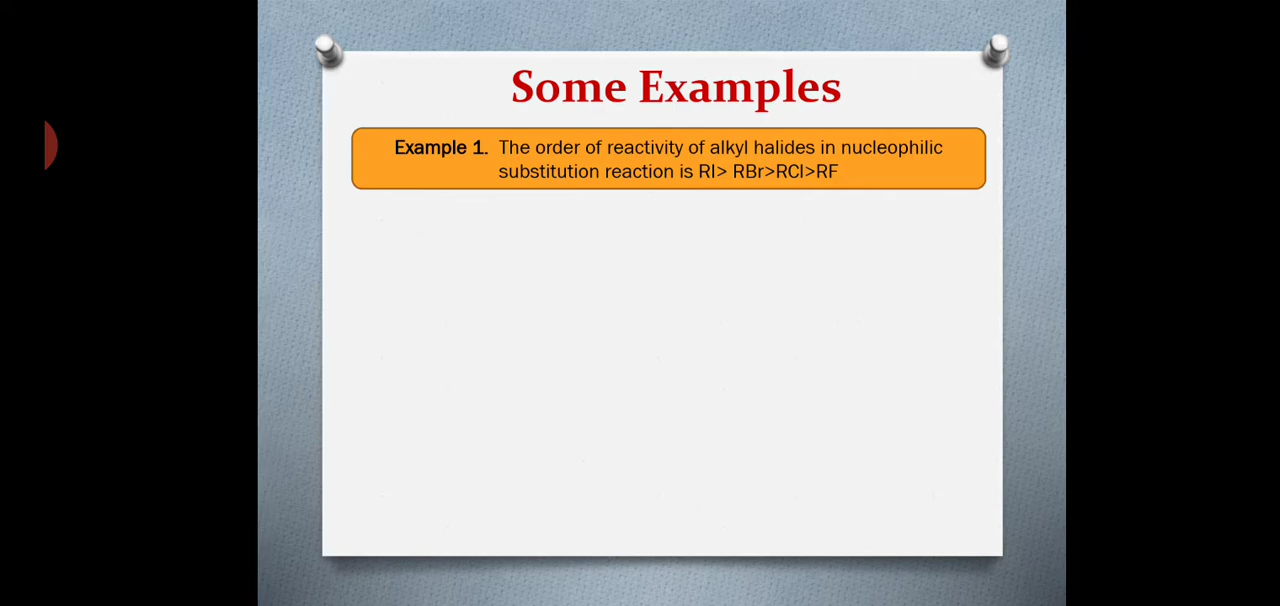 Some Examples
Example 1. The order of reactivity of alkyl halides in nucleophilic
substitution reaction is RI> RBr>RCl>RF